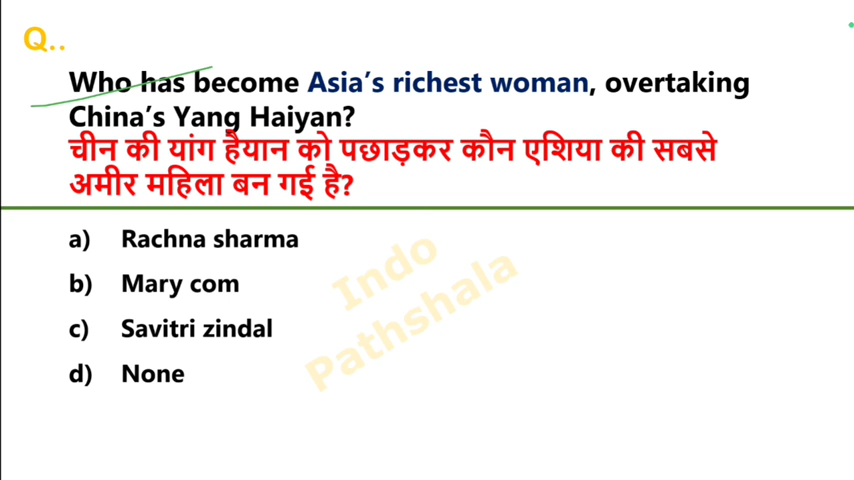 Q..
Who has become Asia’s richest woman, overtaking
China’s Yang Haiyan?
चीन की यांग हैयान को पछाड़कर कौन एशिया की सबसे
अमीर महिला बन गई है?
a) Rachna sharma
b) Mary com
c) Savitri zindal
d) None
Indo
Pathshala